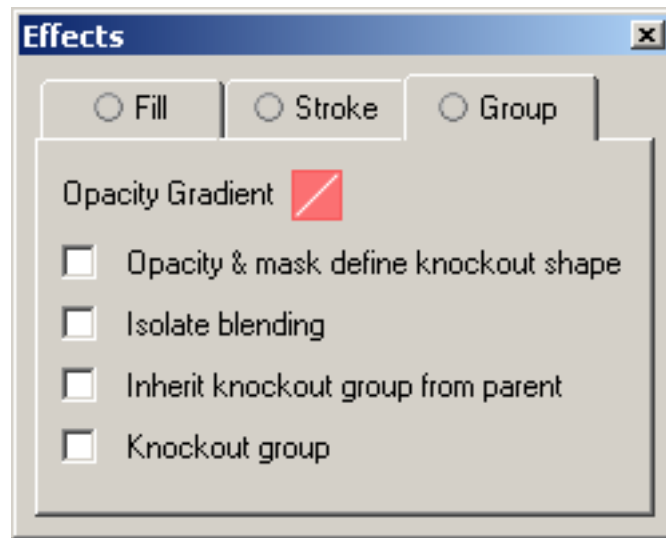 Effects
Fill
Stroke
Group
Opacity Gradient
Opacity & mask define knockout shape
Isolate blending
Inherit knockout group from parent
Knockout group